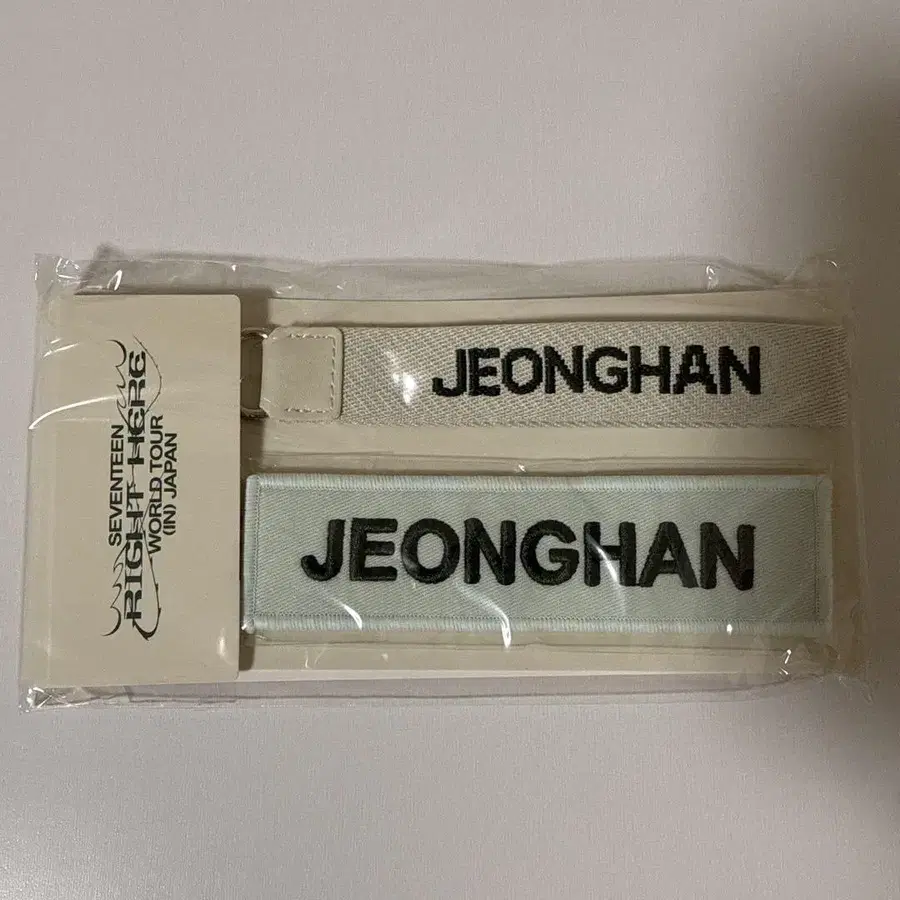 SEVENTEEN
RIGHT HERE
WORLD TOUR
(IN) JAPAN
JEONGHAN
JEONGHAN